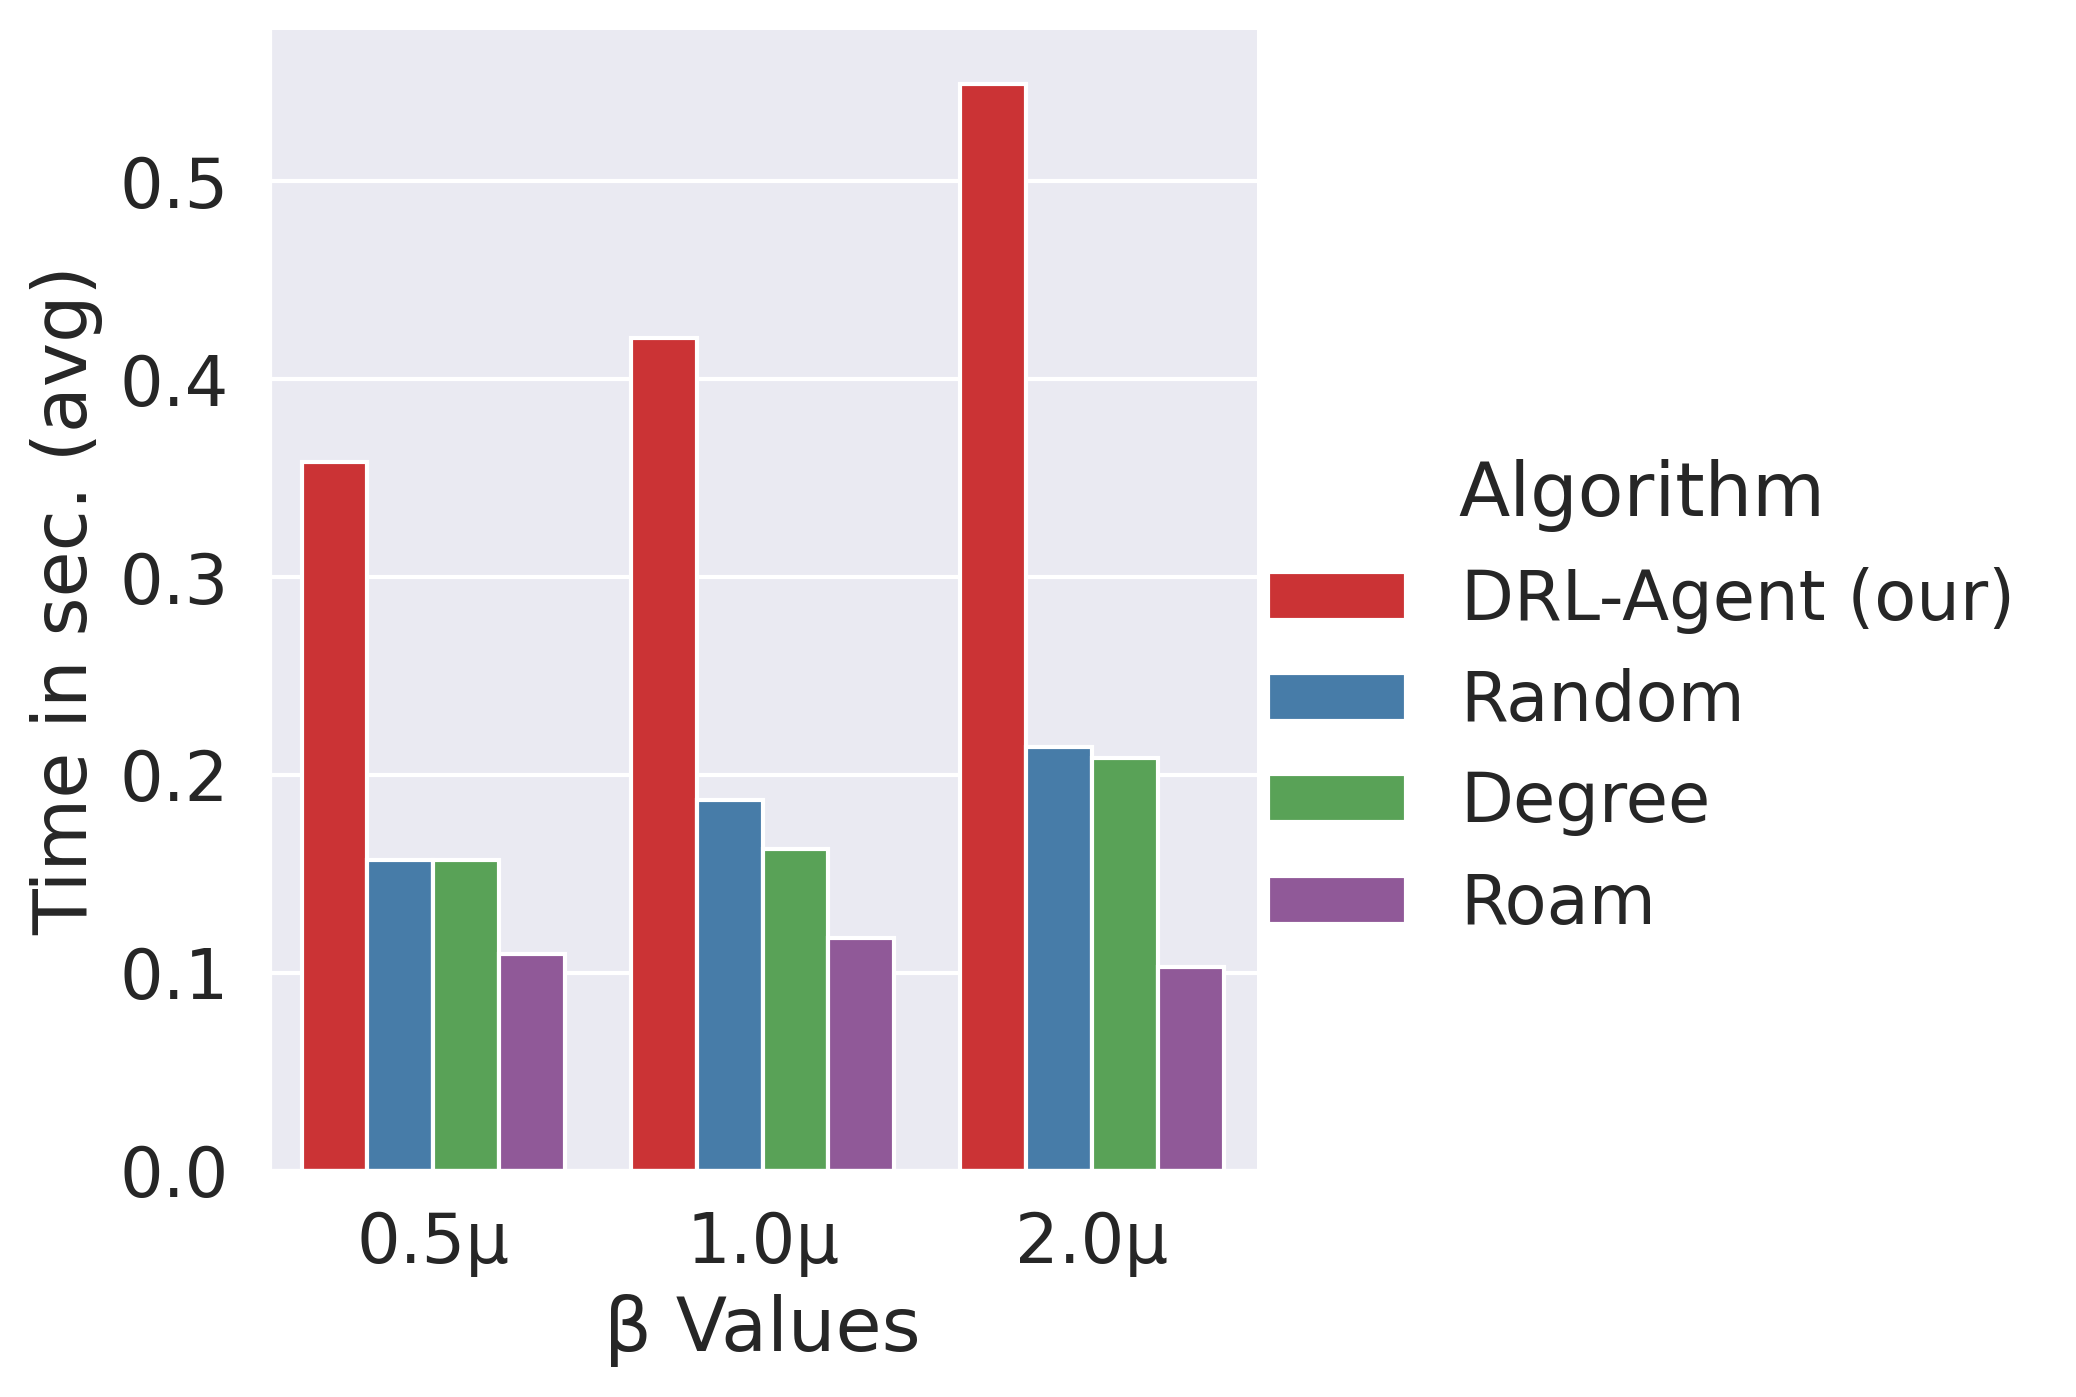 Time in sec. (avg)
0.5
0.4
0.3
0.2
0.1
0.0
0.5μ 1.0μ 2.0μ
β Values
Algorithm
DRL-Agent (our)
Random
Degree
Roam